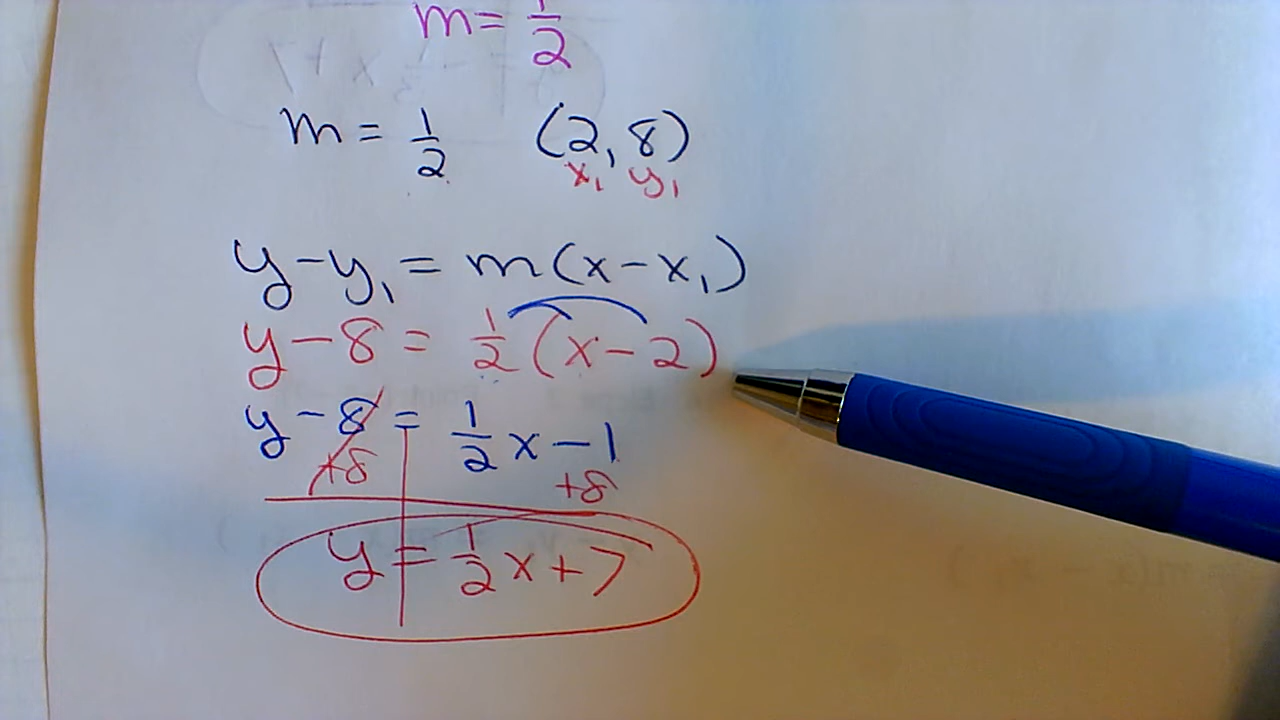 m = 1/2
m = 1/2 (2, 8)
x₁ y₁
y - y₁ = m(x - x₁)
y - 8 = 1/2 (x - 2)
y - 8 = 1/2 x - 1
+8 +8
y = 1/2 x + 7